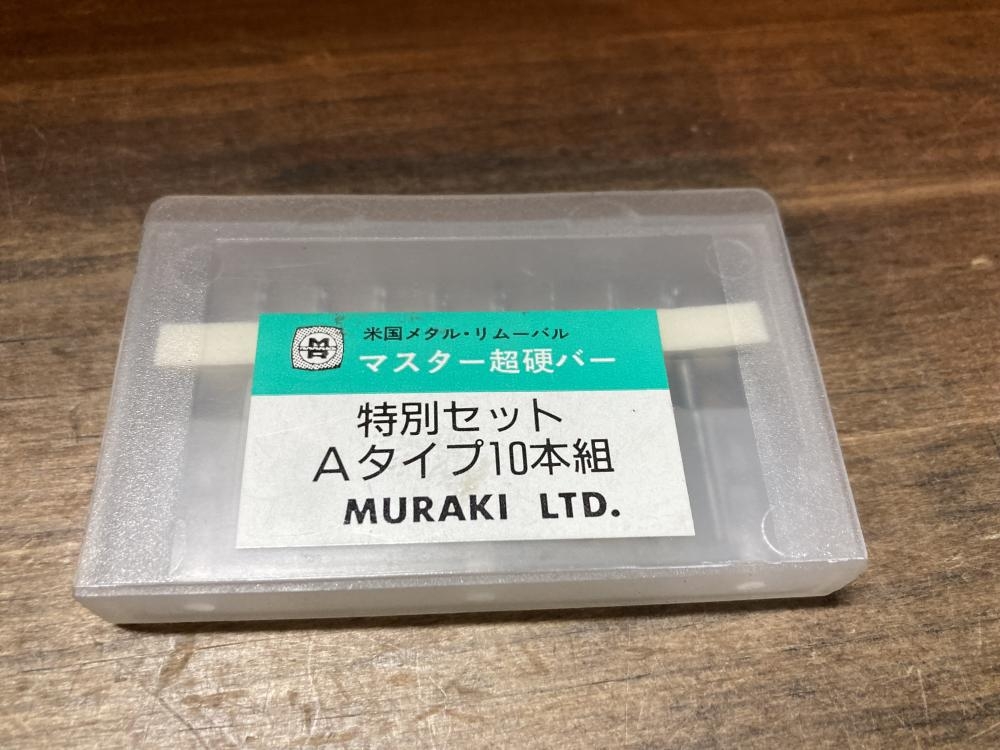 MR
米国メタル・リムーバル
マスター超硬バー
特別セット
Aタイプ10本組
MURAKI LTD.